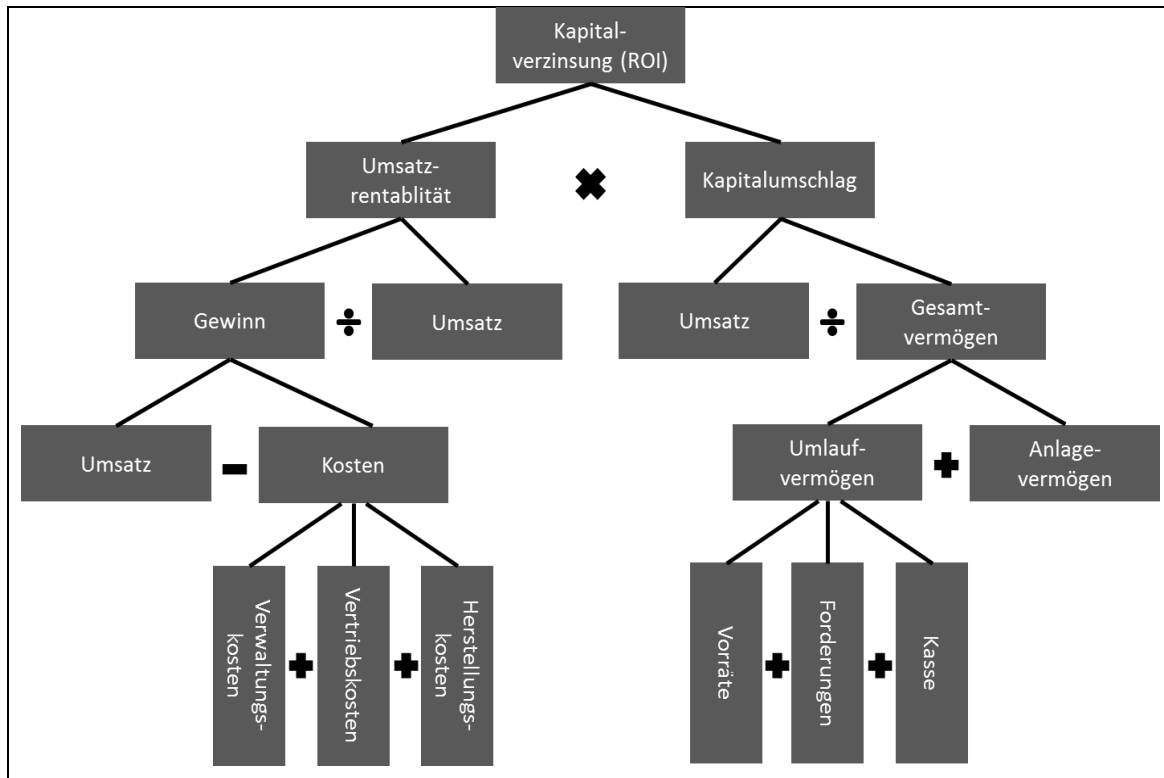 Kapital-
verzinsung (ROI)
Umsatz-
rentablität
✖
Kapitalumschlag
Gewinn
÷
Umsatz
Umsatz
÷
Gesamt-
vermögen
Umsatz
-
Kosten
Umlauf-
vermögen
+
Anlage-
vermögen
Verwaltungs-
kosten
+
Vertriebskosten
+
Herstellungs-
kosten
Vorräte
+
Forderungen
+
Kasse